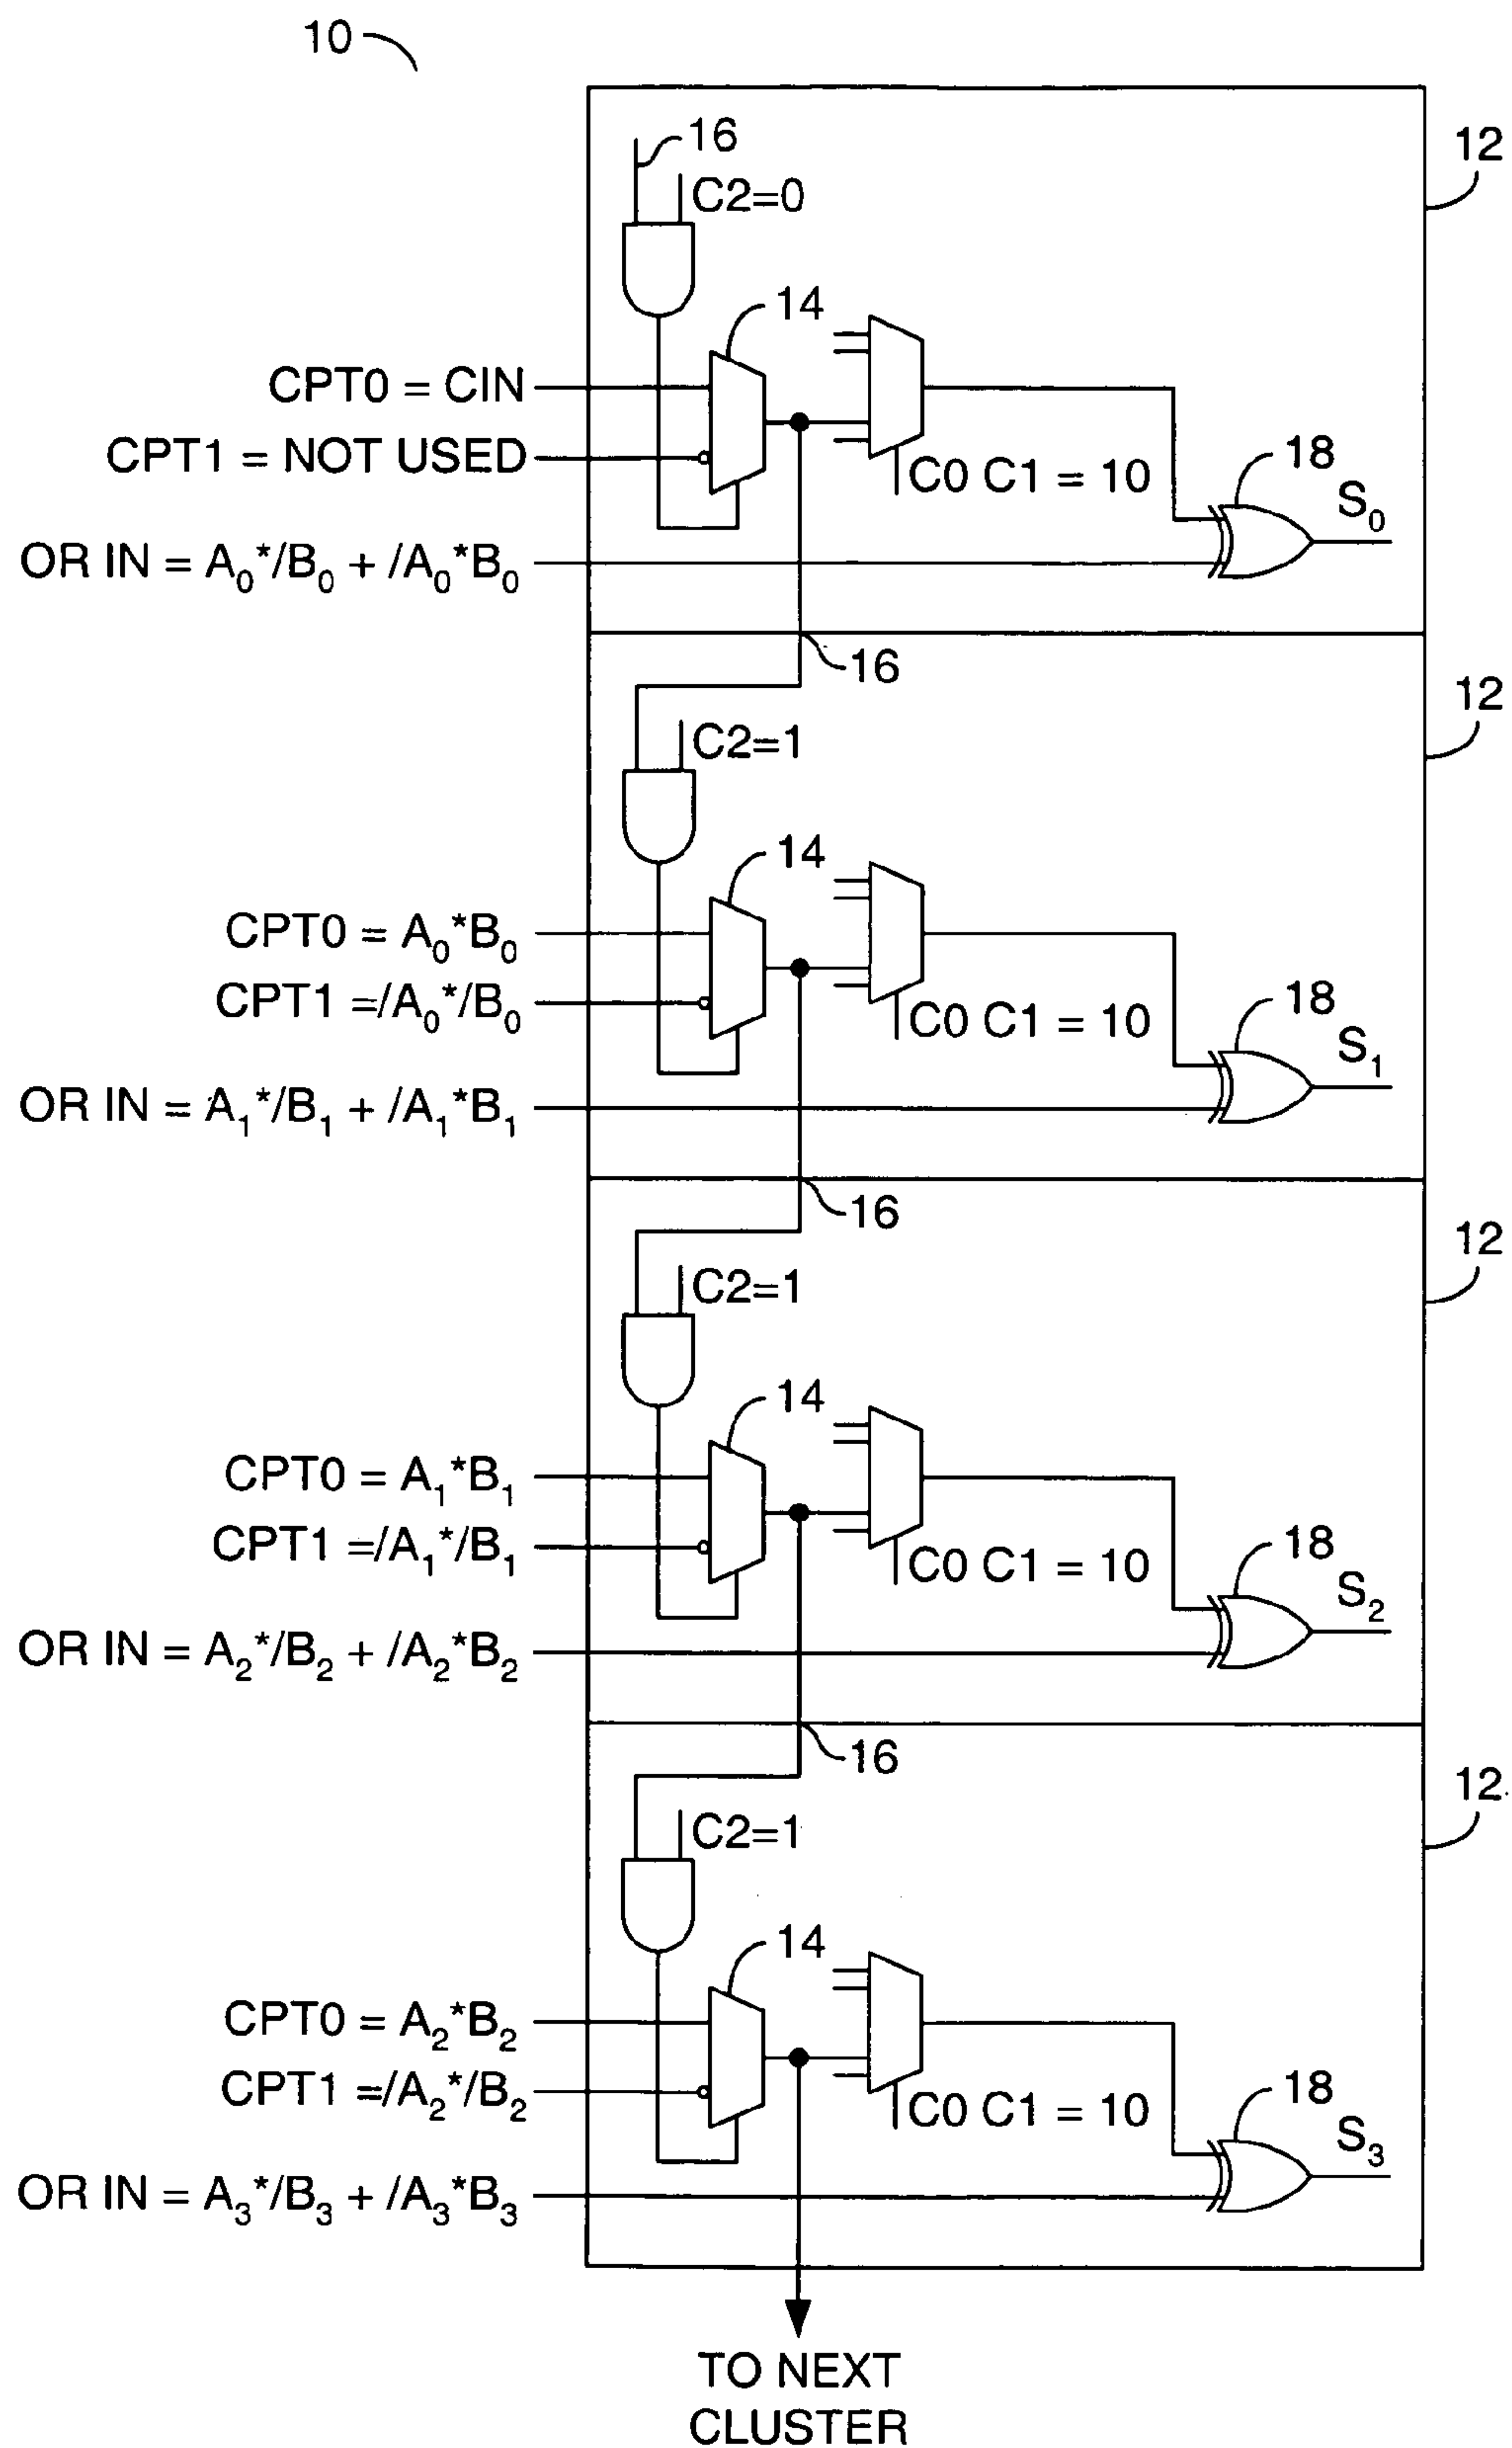 10
12
16
C2=0
14
CPT0 = CIN
CPT1 = NOT USED
C0 C1 = 10
18
S₀
OR IN = A₀*/B₀ + /A₀*B₀
16
12
C2=1
14
CPT0 = A₀*B₀
CPT1 =/A₀*/B₀
C0 C1 = 10
18
S₁
OR IN = A₁*/B₁ + /A₁*B₁
16
12
C2=1
14
CPT0 = A₁*B₁
CPT1 =/A₁*/B₁
C0 C1 = 10
18
S₂
OR IN = A₂*/B₂ + /A₂*B₂
16
12
C2=1
14
CPT0 = A₂*B₂
CPT1 =/A₂*/B₂
C0 C1 = 10
18
S₃
OR IN = A₃*/B₃ + /A₃*B₃
TO NEXT
CLUSTER